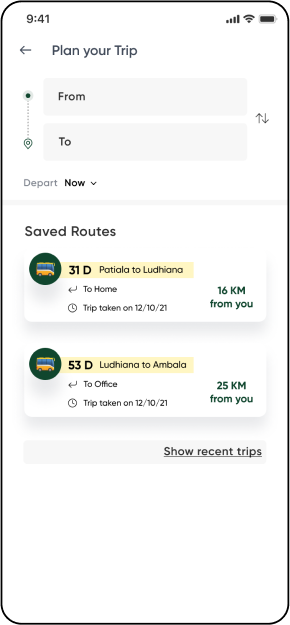 9:41
Plan your Trip
From
To
Depart Now
Saved Routes
31 D Patiala to Ludhiana
To Home
16 KM
Trip taken on 12/10/21
from you
53 D Ludhiana to Ambala
To Office
25 KM
Trip taken on 12/10/21
from you
Show recent trips